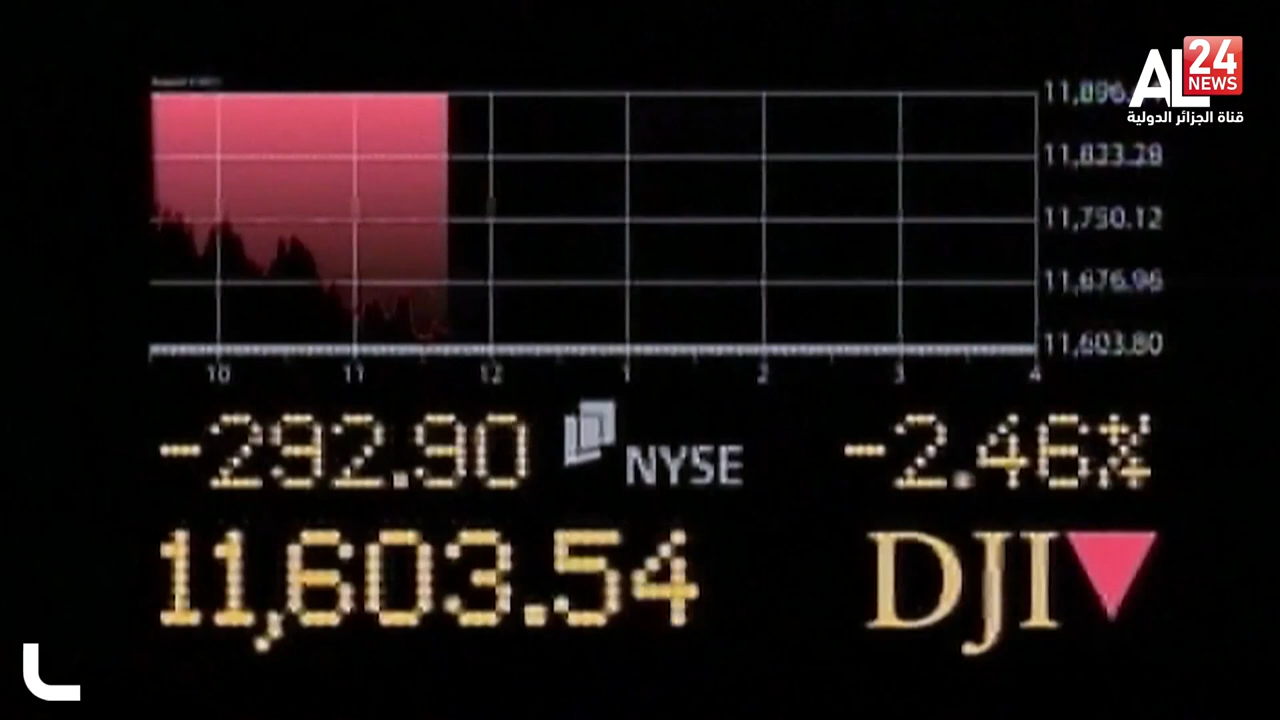 AL
24
NEWS
قناة الجزائر الدولية
11,823.28
11,750.12
11,676.96
11,603.80
10 11 12 1 2 3 4
-292.90 NYSE -2.46%
11,603.54 DJI